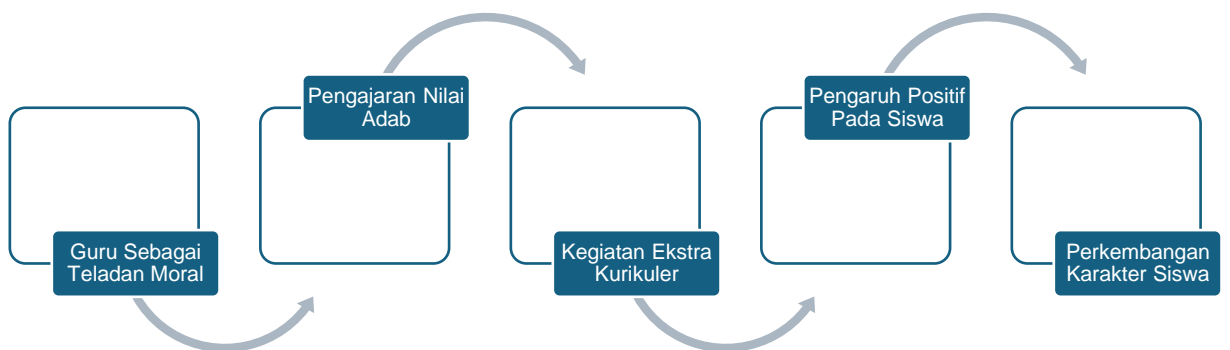 Guru Sebagai
Teladan Moral
Pengajaran Nilai
Adab
Kegiatan Ekstra
Kurikuler
Pengaruh Positif
Pada Siswa
Perkembangan
Karakter Siswa